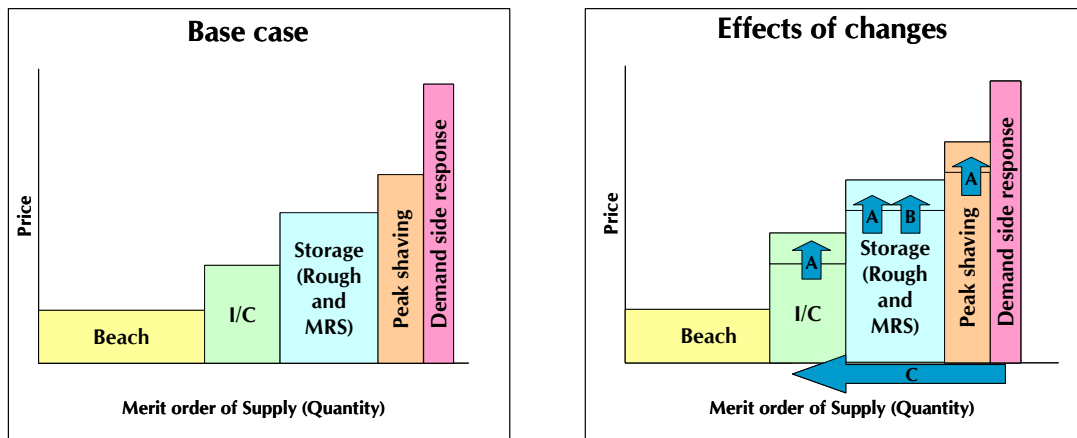 Base case
Price
Beach
I/C
Storage
(Rough
and
MRS)
Peak shaving
Demand side response
Merit order of Supply (Quantity)
Effects of changes
Price
Beach
A
I/C
A
B
Storage
(Rough
and
MRS)
A
Peak shaving
Demand side response
C
Merit order of Supply (Quantity)